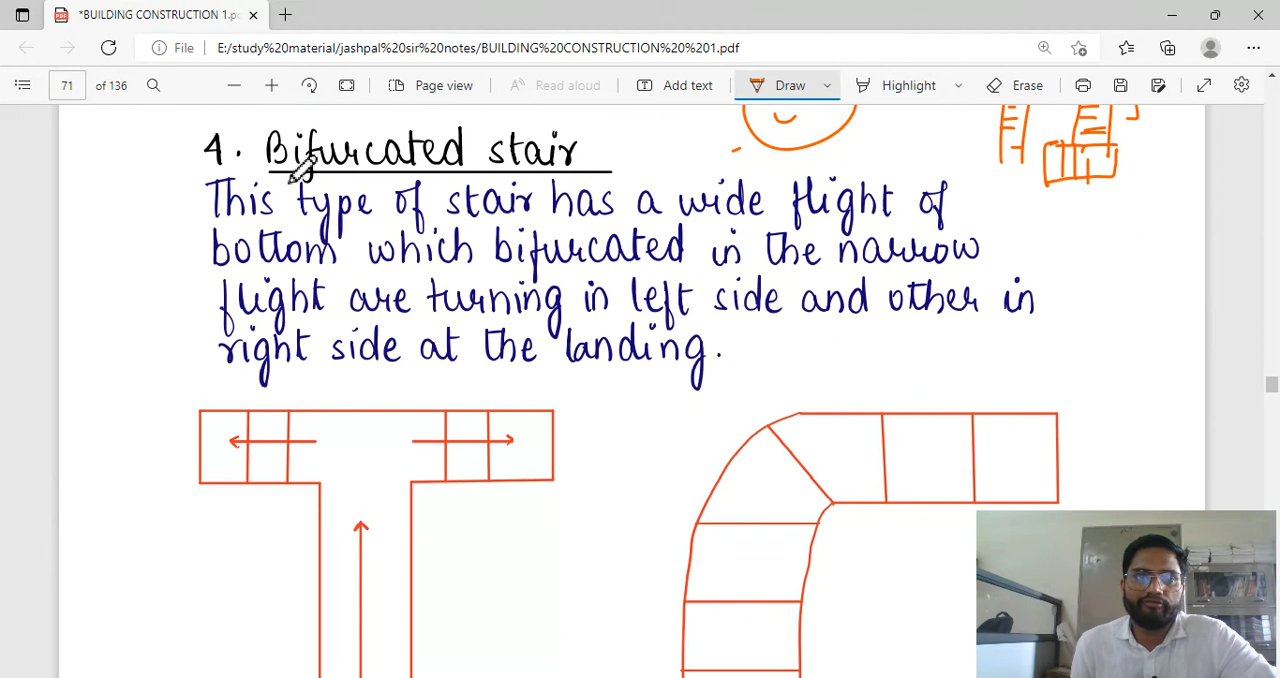 *BUILDING CONSTRUCTION 1.pd
File E:/study%20material/jashpal%20sir%20notes/BUILDING%20CONSTRUCTION%20%201.pdf
71 of 136 Page view Read aloud Add text Draw Highlight Erase
4. Bifurcated stair
This type of stair has a wide flight of
bottom which bifurcated in the narrow
flight are turning in left side and other in
right side at the landing.